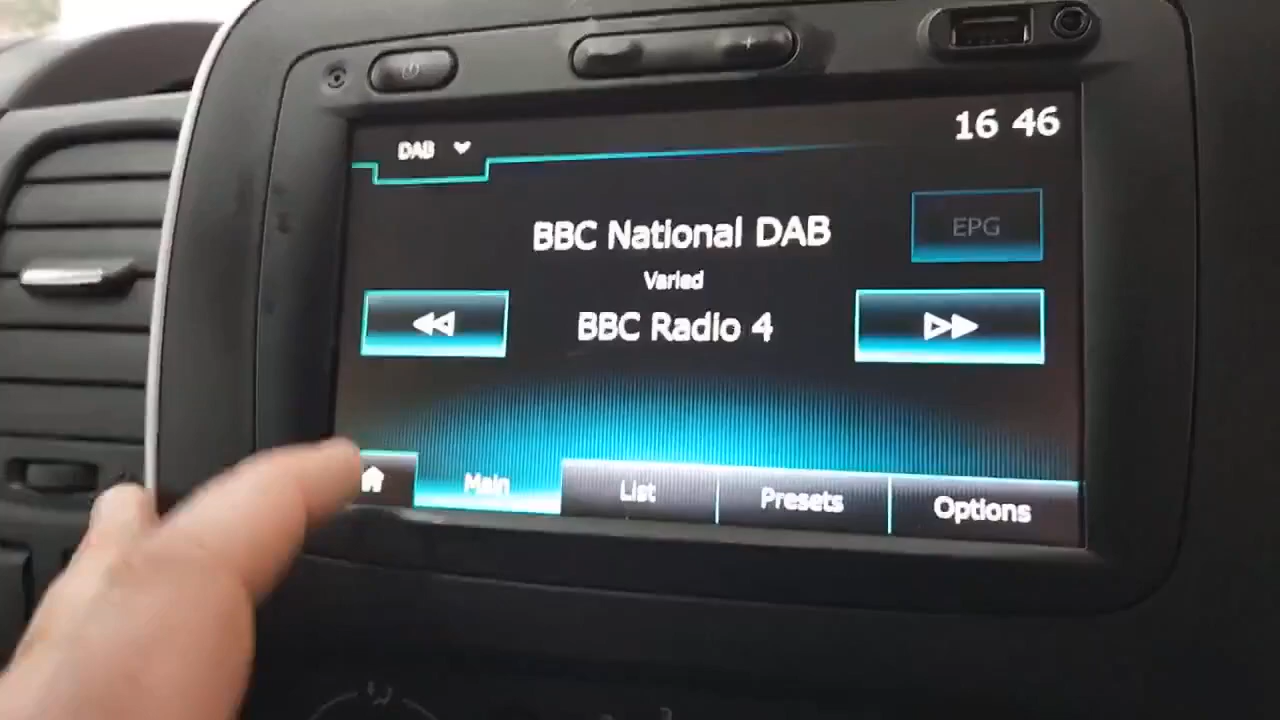 16 46
DAB
EPG
BBC National DAB
Varied
BBC Radio 4
Main
List
Presets
Options